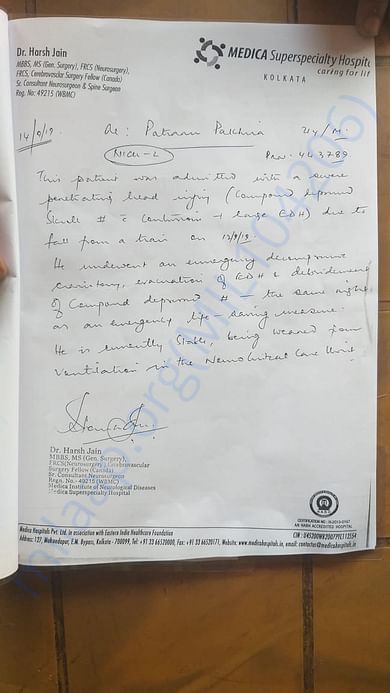 Dr. Harsh Jain
MBBS, MS (Gen. Surgery), FRCS (Neurosurgery),
FRCS, Cerebrovascular Surgery Fellow (Canada)
Sr. Consultant Neurosurgeon & Spine Surgeon
Reg. No: 49215 (WBMC)
MEDICA Superspecialty Hospit
KOLKATA
caring for lif
14/9/19
Re:
24/M.
NICU-2
443789
This patient was admitted with a severe
penetrating head injury (Compound depressed
Skull # c Contusion + large EDH) due to
fall from a train on 13/9/19.
He underwent an emergency decompressive
craniotomy, evacuation of EDH & debridement
of Compound depressed # – the same night
as an emergency life-saving measure.
He is currently stable, being weaned from
ventilation in the Neurocritical Care Unit.
Dr. Harsh Jain
MBBS, MS (Gen. Surgery),
FRCS(Neurosurgery), Cerebrovascular
Surgery Fellow (Canada)
Sr. Consultant Neurosurgeon
Regn. No.- 49215 (WBMC)
Medica Institute of Neurological Diseases
Medica Superspecialty Hospital
AN NABH ACCREDITED HOSPITAL
Medica Hospitals Pvt. Ltd. in association with Eastern India Healthcare Foundation
Address: 127, Mukundapur, E.M. Bypass, Kolkata - 700099, Tel: +91 33 66520000, Fax: +91 33 66520171, Website: www.medicahospitals.in, email: contactus@medicahospitals.in